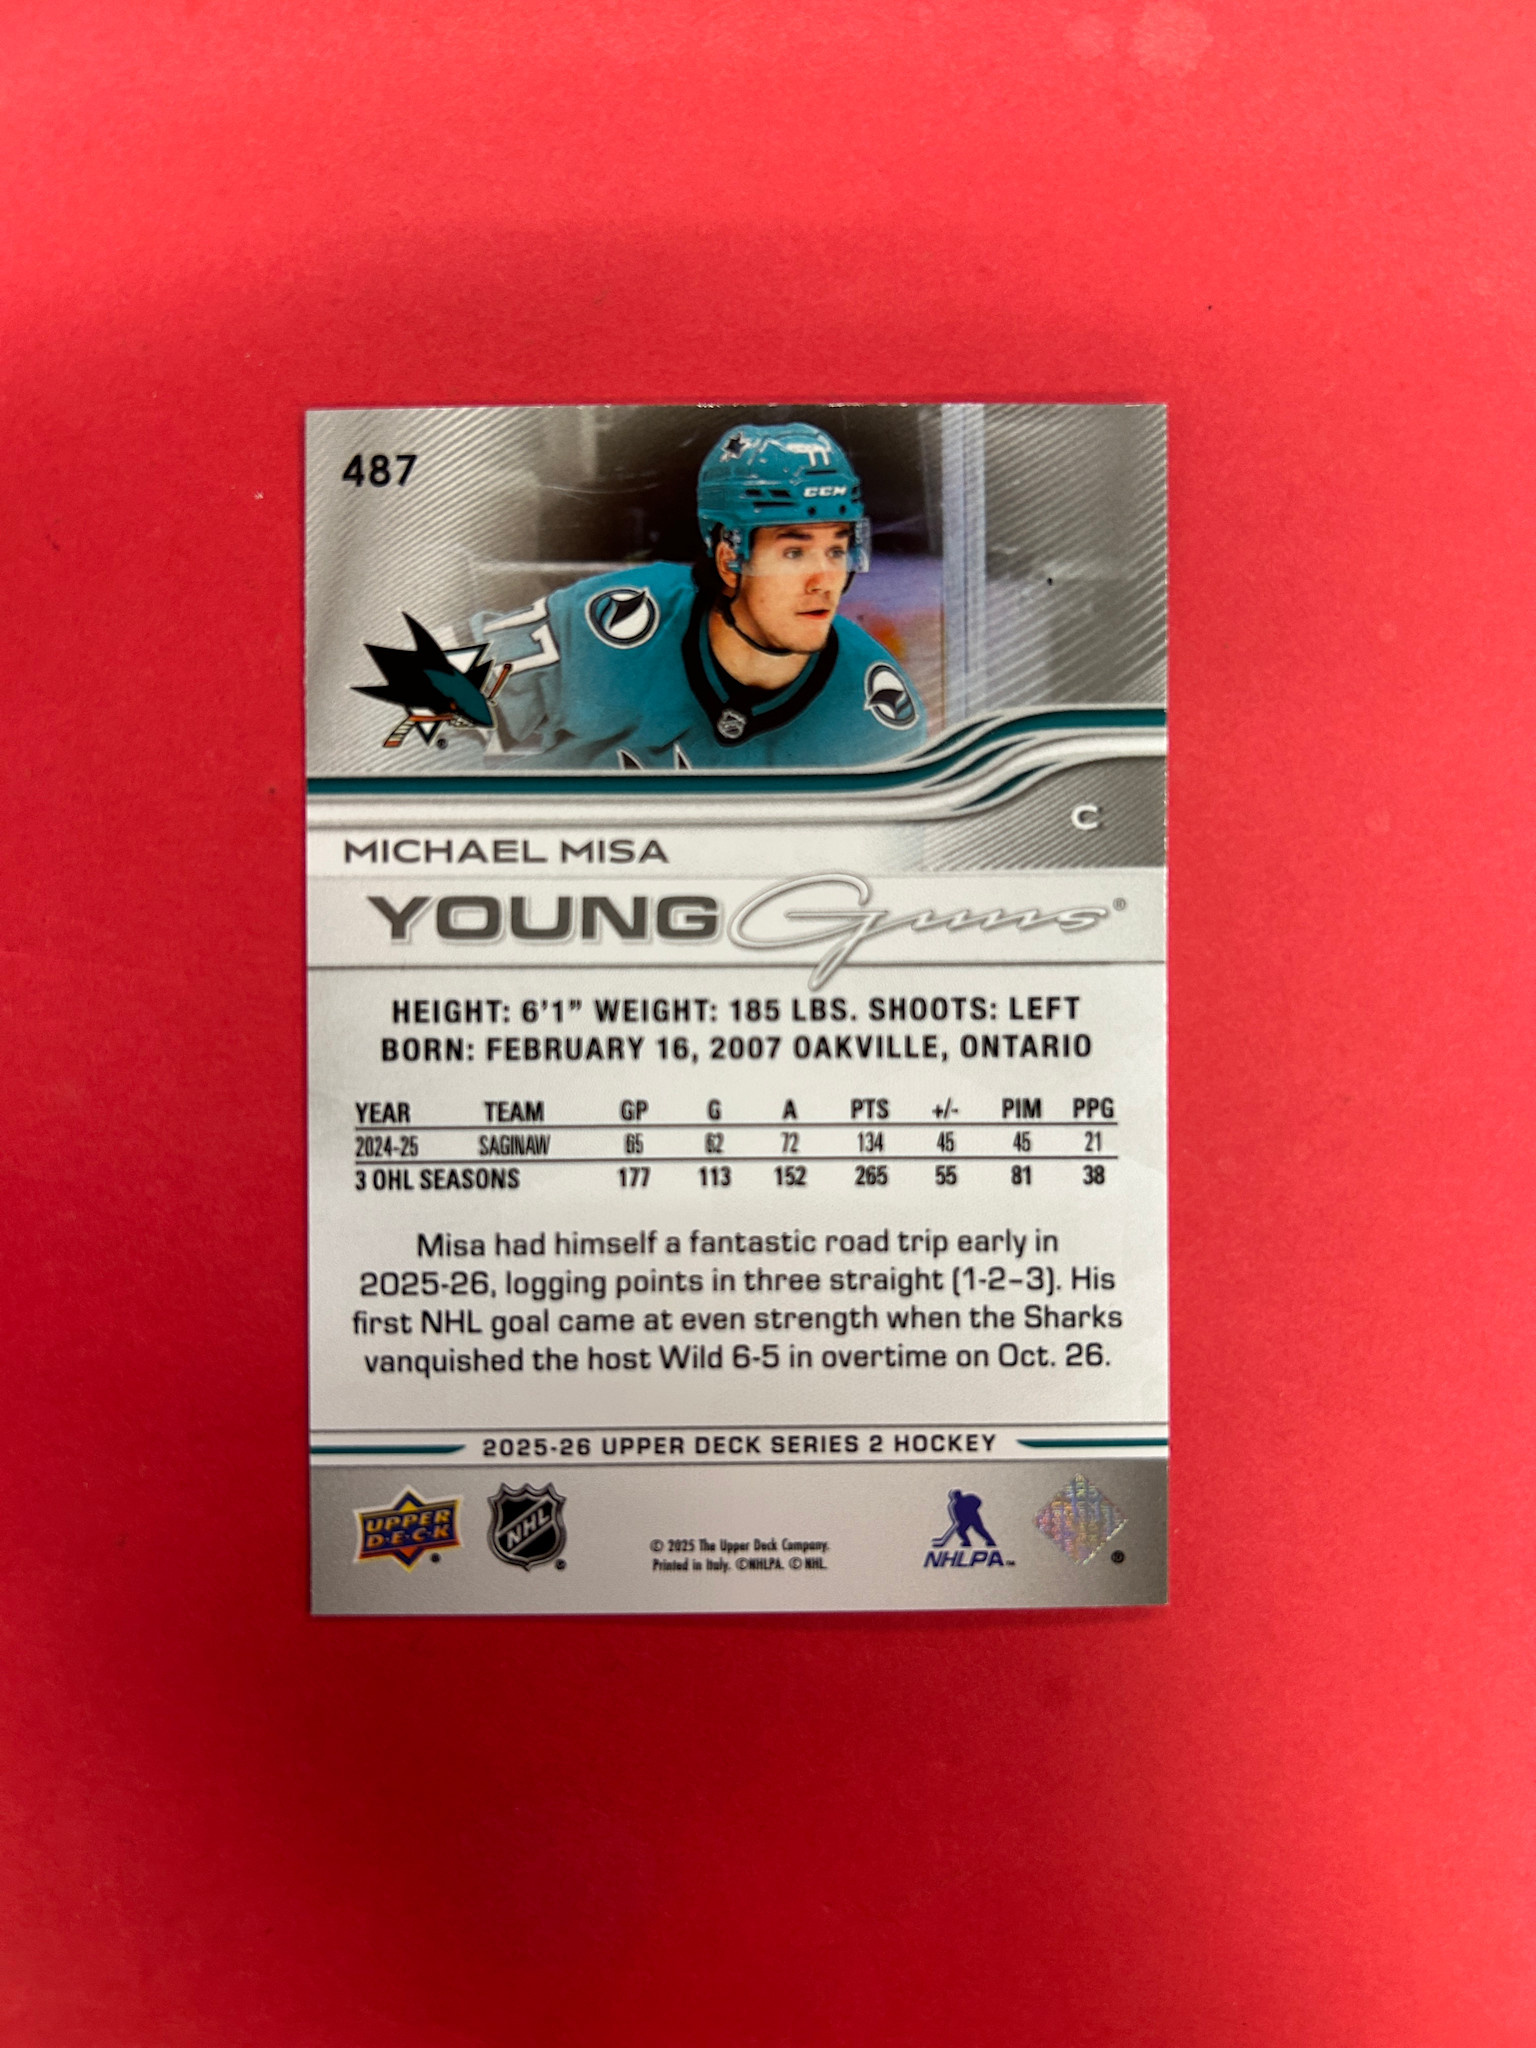 487
77
CCM
77
C
MICHAEL MISA
YOUNG Guns®
HEIGHT: 6'1" WEIGHT: 185 LBS. SHOOTS: LEFT
BORN: FEBRUARY 16, 2007 OAKVILLE, ONTARIO
YEAR TEAM GP G A PTS +/- PIM PPG
2024-25 SAGINAW 65 62 72 134 45 45 21
3 OHL SEASONS 177 113 152 265 55 81 38
Misa had himself a fantastic road trip early in
2025-26, logging points in three straight (1-2–3). His
first NHL goal came at even strength when the Sharks
vanquished the host Wild 6-5 in overtime on Oct. 26.
2025-26 UPPER DECK SERIES 2 HOCKEY
UPPER
D·E·C·K
NHL
© 2025 The Upper Deck Company.
Printed in Italy. ©NHLPA. © NHL.
NHLPA™